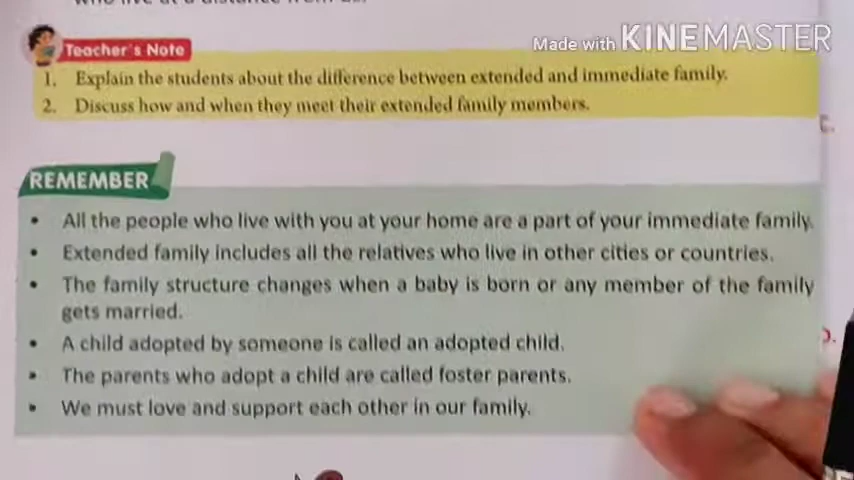 Made with KINEMASTER
Teacher's Note
1. Explain the students about the difference between extended and immediate family.
2. Discuss how and when they meet their extended family members.
REMEMBER
• All the people who live with you at your home are a part of your immediate family.
• Extended family includes all the relatives who live in other cities or countries.
• The family structure changes when a baby is born or any member of the family
gets married.
• A child adopted by someone is called an adopted child.
• The parents who adopt a child are called foster parents.
• We must love and support each other in our family.